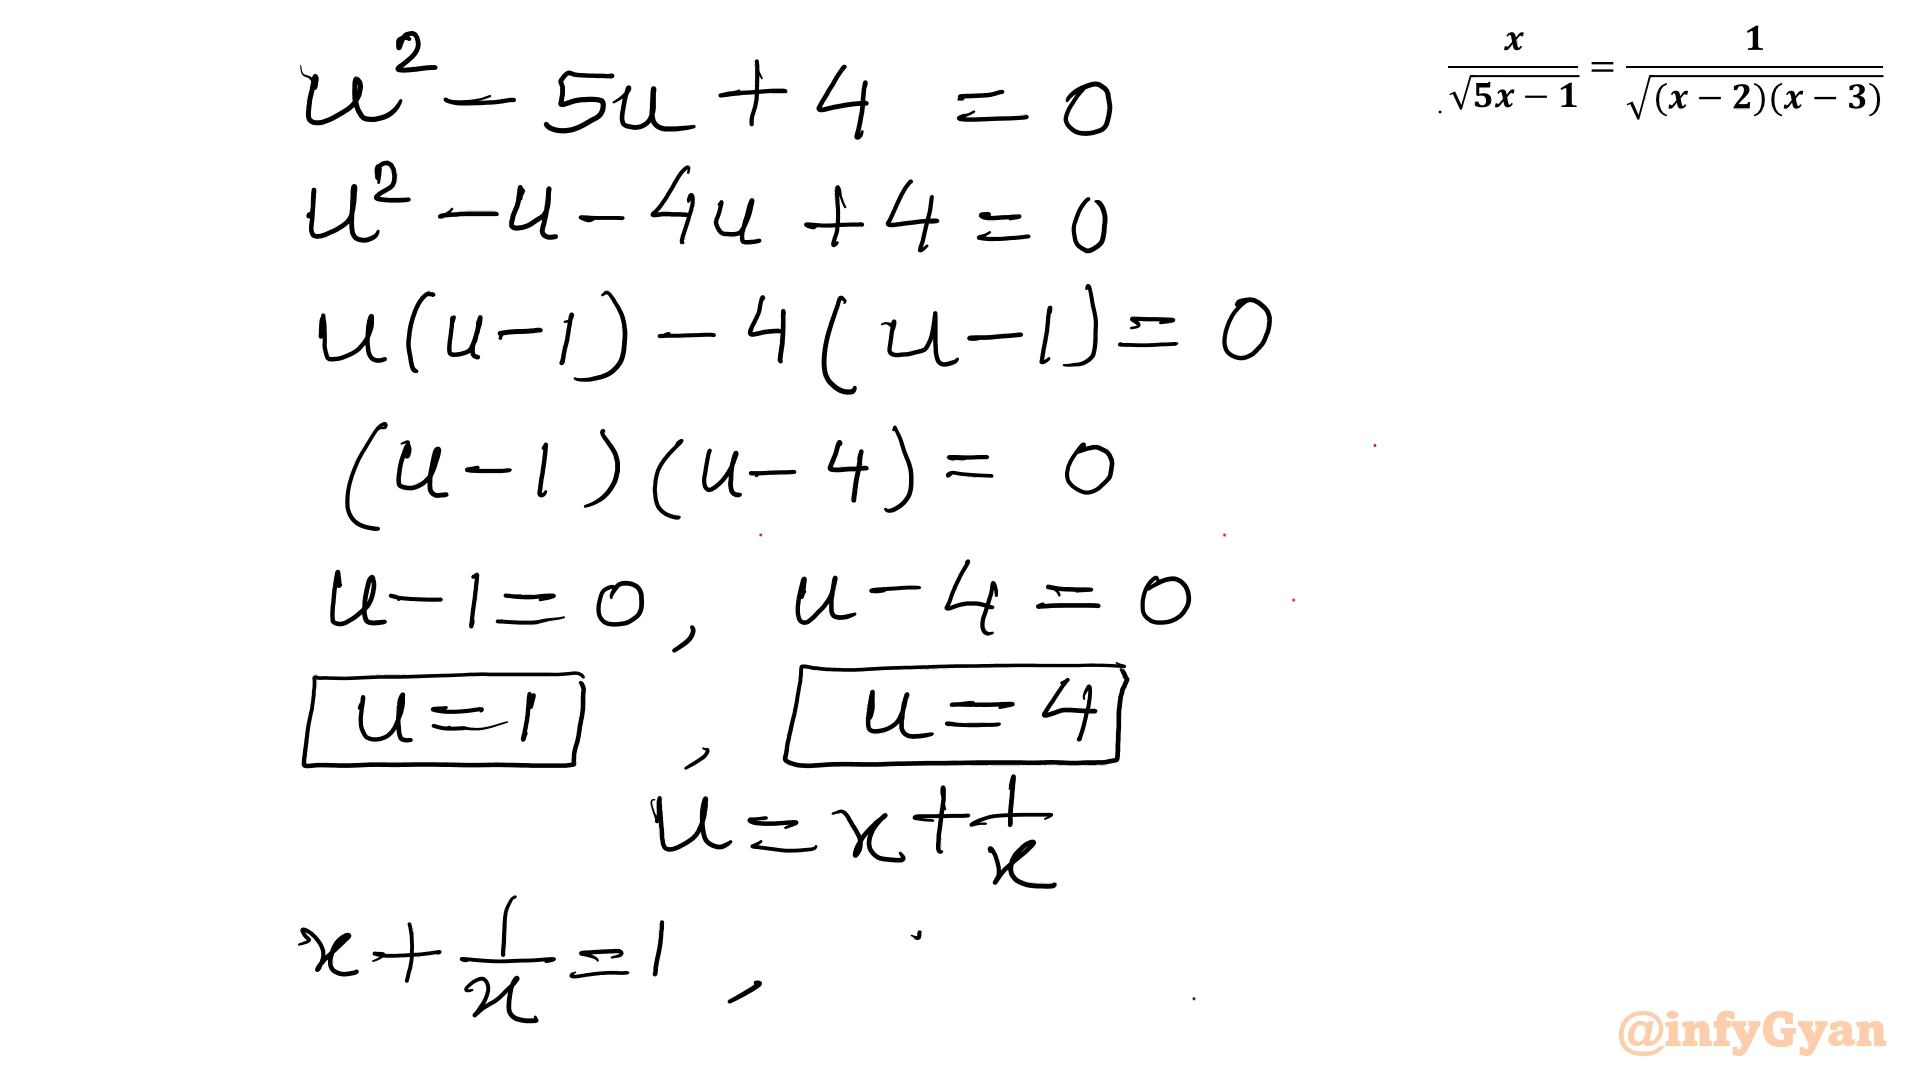 x/√(5x − 1) = 1/√((x − 2)(x − 3))
u² − 5u + 4 = 0
u² − u − 4u + 4 = 0
u(u−1) − 4(u−1) = 0
(u−1)(u−4) = 0
u−1=0, u−4=0
u=1, u=4
u=x+1/x
x+1/x=1,
@infyGyan